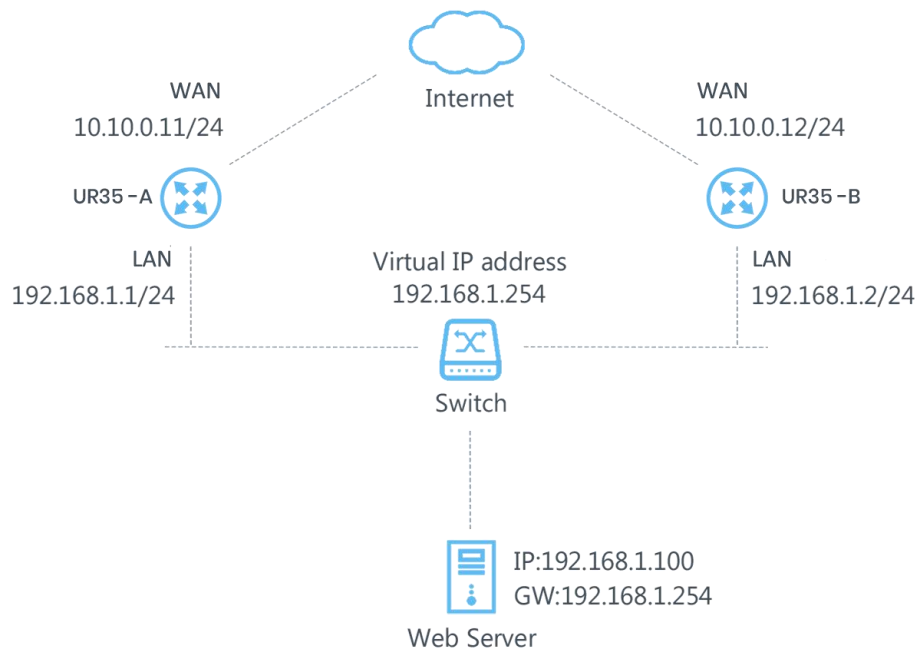 Internet
WAN
10.10.0.11/24
WAN
10.10.0.12/24
UR35-A
UR35-B
LAN
192.168.1.1/24
Virtual IP address
192.168.1.254
LAN
192.168.1.2/24
Switch
IP:192.168.1.100
GW:192.168.1.254
Web Server